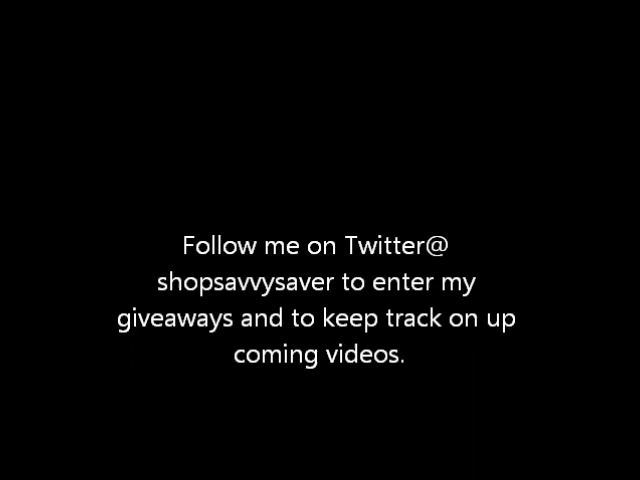 Follow me on Twitter@
shopsavvysaver to enter my
giveaways and to keep track on up
coming videos.